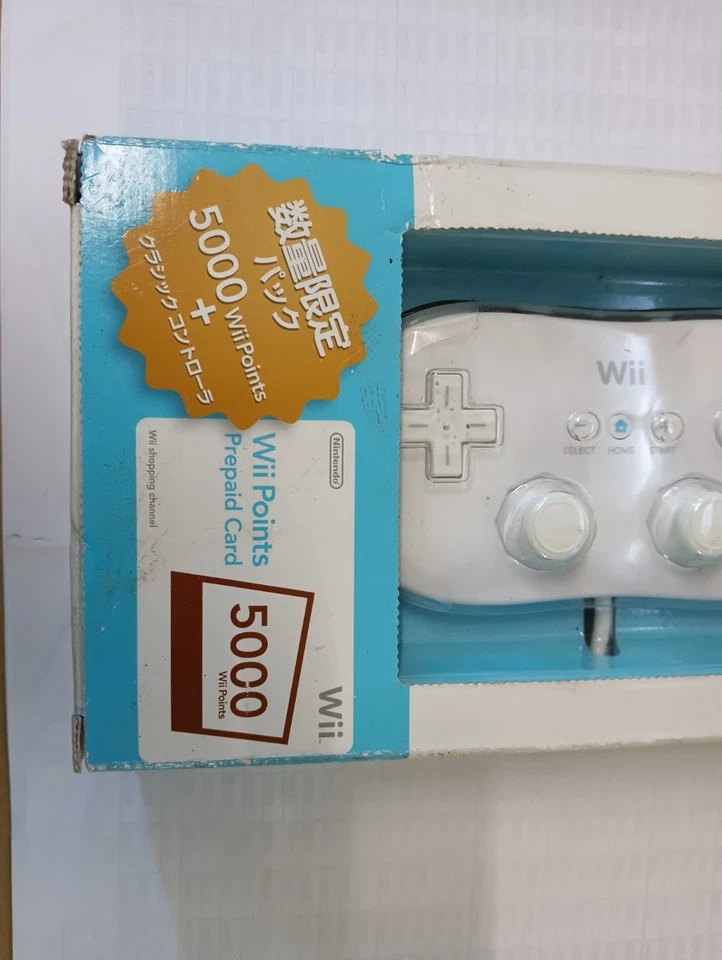 数量限定
パック
5000 Wii Points
+
クラシック コントローラ
Nintendo
Wii Points
Prepaid Card
Wii shopping channel
5000
Wii Points
Wii
Wii
SELECT HOME START